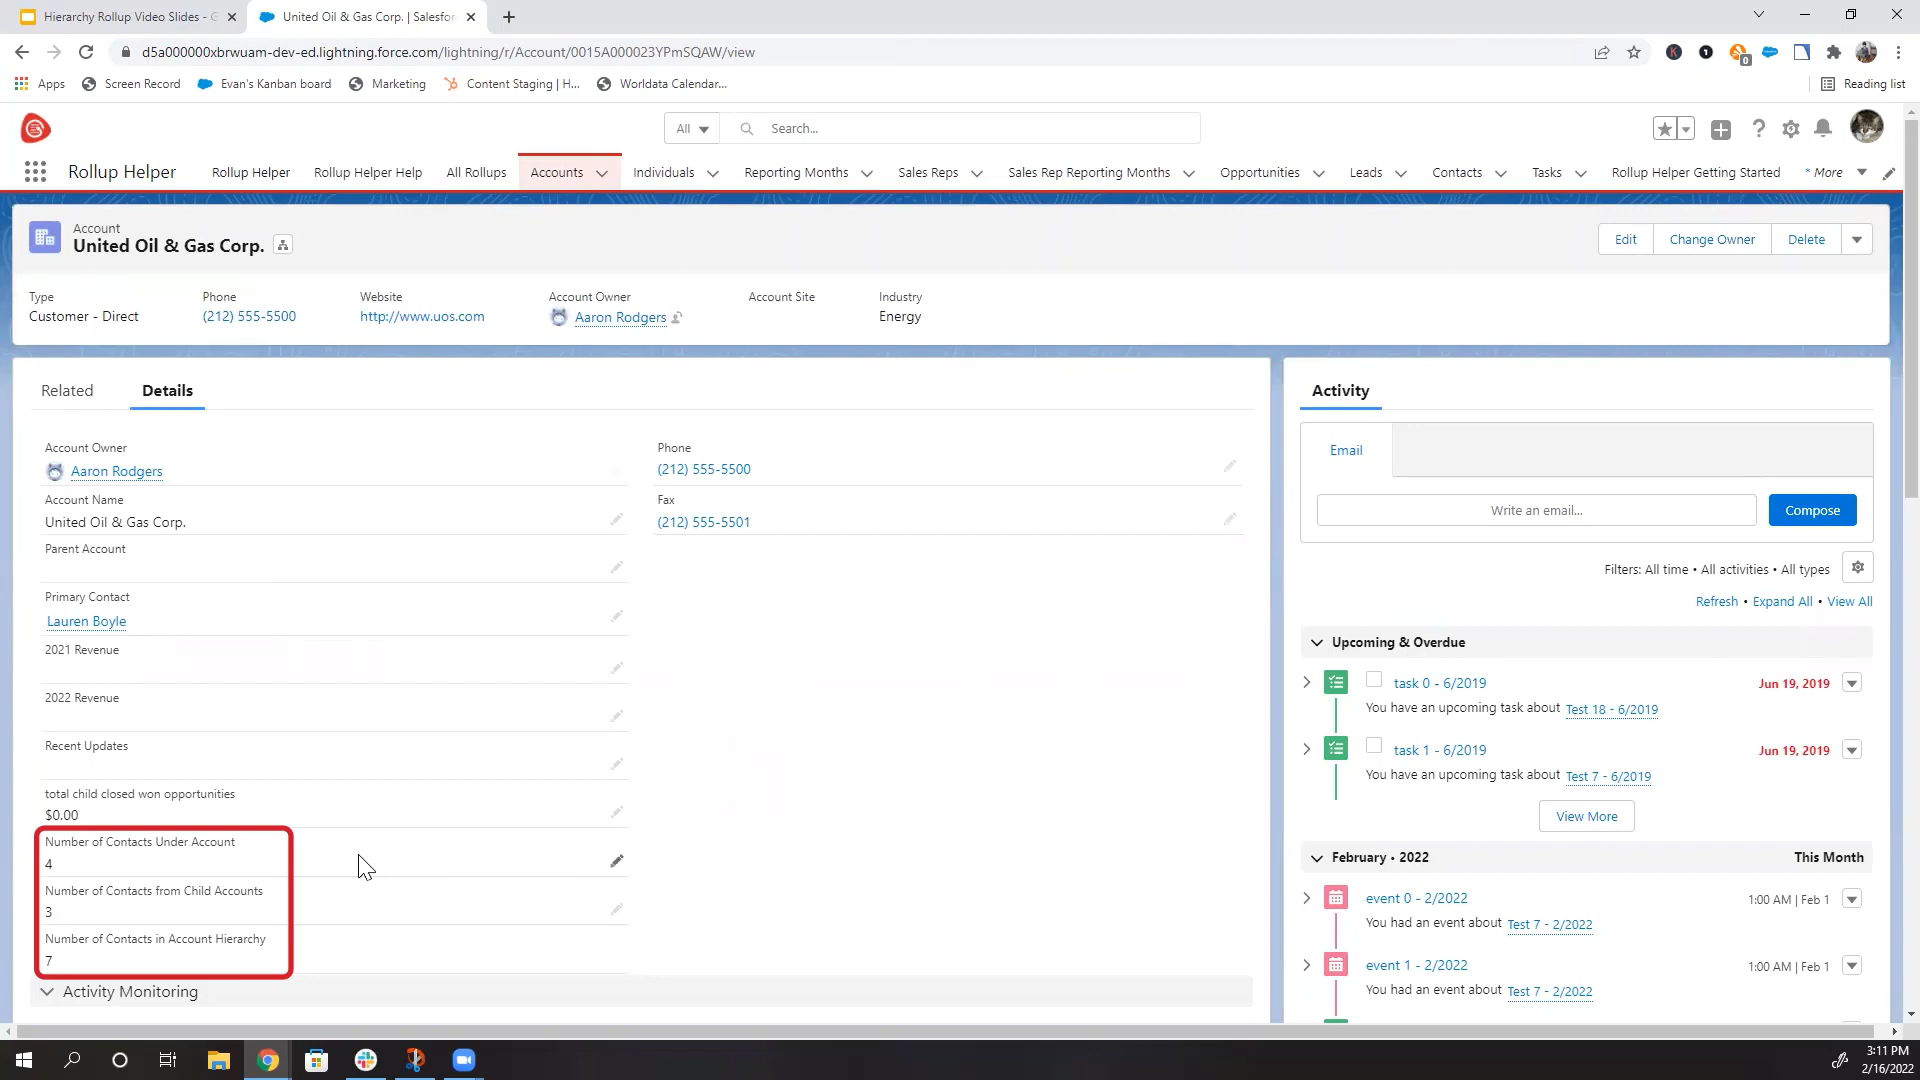 Hierarchy Rollup Video Slides - G
United Oil & Gas Corp. | Salesfor
d5a000000xbrwuam-dev-ed.lightning.force.com/lightning/r/Account/0015A000023YPmSQAW/view
Apps Screen Record Evan's Kanban board Marketing Content Staging | H... Worldata Calendar... Reading list
All Search...
Rollup Helper Rollup Helper Rollup Helper Help All Rollups Accounts Individuals Reporting Months Sales Reps Sales Rep Reporting Months Opportunities Leads Contacts Tasks Rollup Helper Getting Started * More
Account
United Oil & Gas Corp.
Edit Change Owner Delete
Type Phone Website Account Owner Account Site Industry
Customer - Direct (212) 555-5500 http://www.uos.com Aaron Rodgers Energy
Related Details
Account Owner
Aaron Rodgers
Account Name
United Oil & Gas Corp.
Parent Account
Primary Contact
Lauren Boyle
2021 Revenue
2022 Revenue
Recent Updates
total child closed won opportunities
$0.00
Number of Contacts Under Account
4
Number of Contacts from Child Accounts
3
Number of Contacts in Account Hierarchy
7
Activity Monitoring
Phone
(212) 555-5500
Fax
(212) 555-5501
Activity
Email
Write an email...
Compose
Filters: All time • All activities • All types
Refresh • Expand All • View All
Upcoming & Overdue
task 0 - 6/2019 Jun 19, 2019
You have an upcoming task about Test 18 - 6/2019
task 1 - 6/2019 Jun 19, 2019
You have an upcoming task about Test 7 - 6/2019
View More
February • 2022 This Month
event 0 - 2/2022 1:00 AM | Feb 1
You had an event about Test 7 - 2/2022
event 1 - 2/2022 1:00 AM | Feb 1
You had an event about Test 7 - 2/2022
3:11 PM
2/16/2022